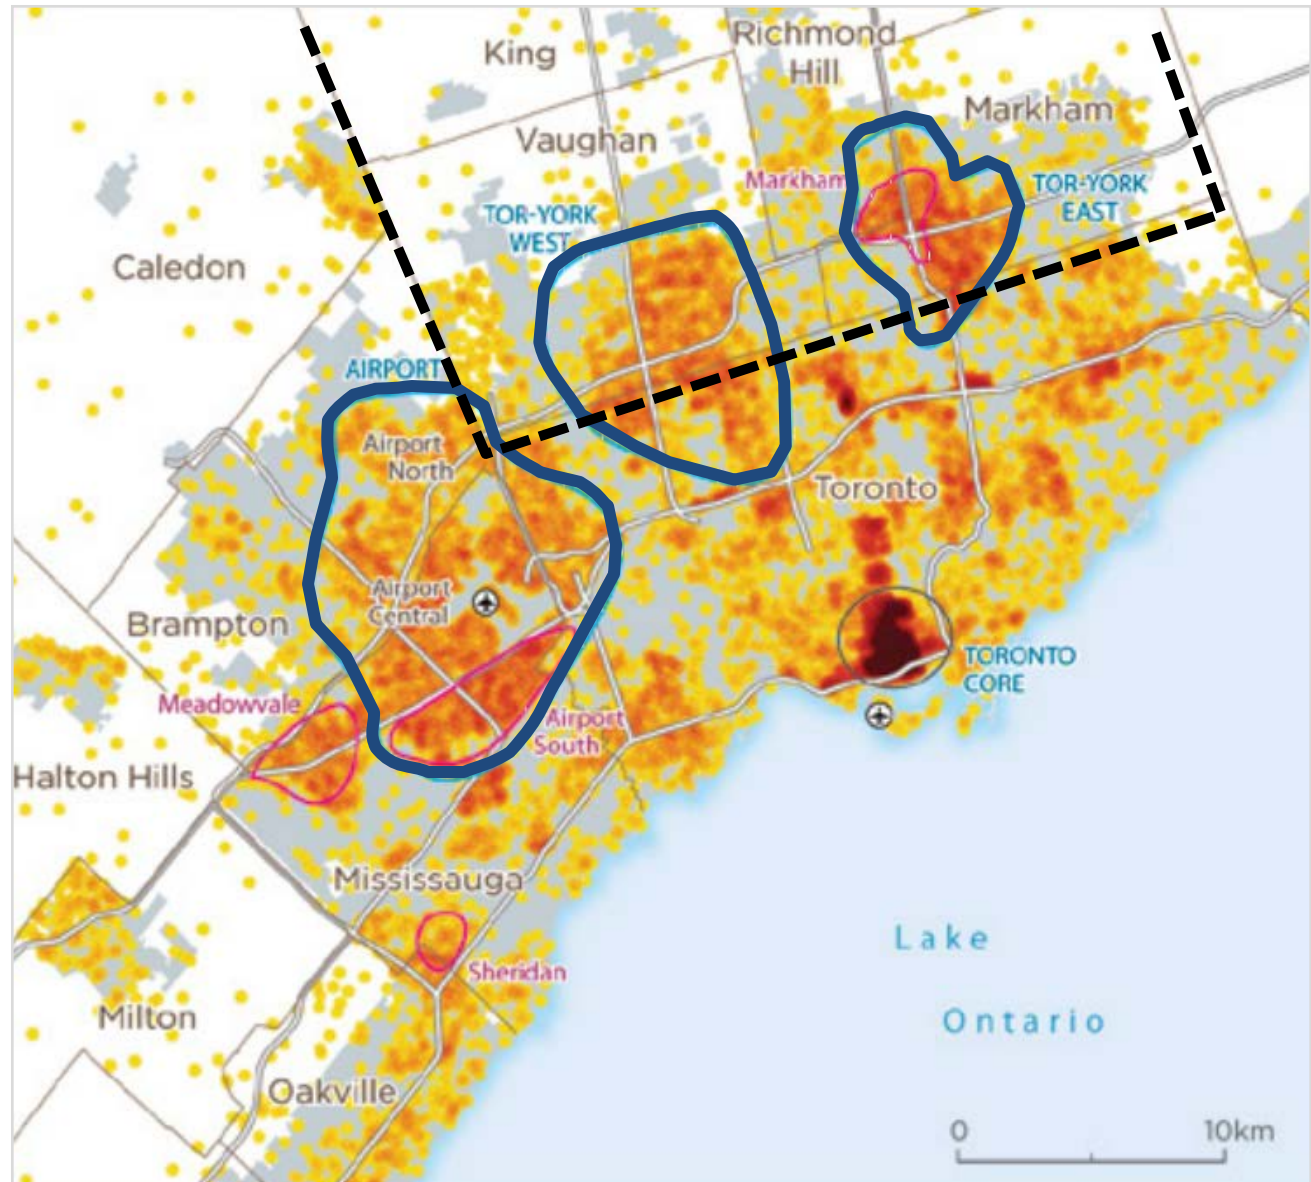 King
Richmond
Hill
Markham
Vaughan
Markham
TOR-YORK
EAST
TOR-YORK
WEST
Caledon
AIRPORT
Airport
North
Toronto
Airport
Central
Brampton
TORONTO
CORE
Meadowvale
Airport
South
Halton Hills
Mississauga
Lake
Sheridan
Milton
Ontario
Oakville
0 10km